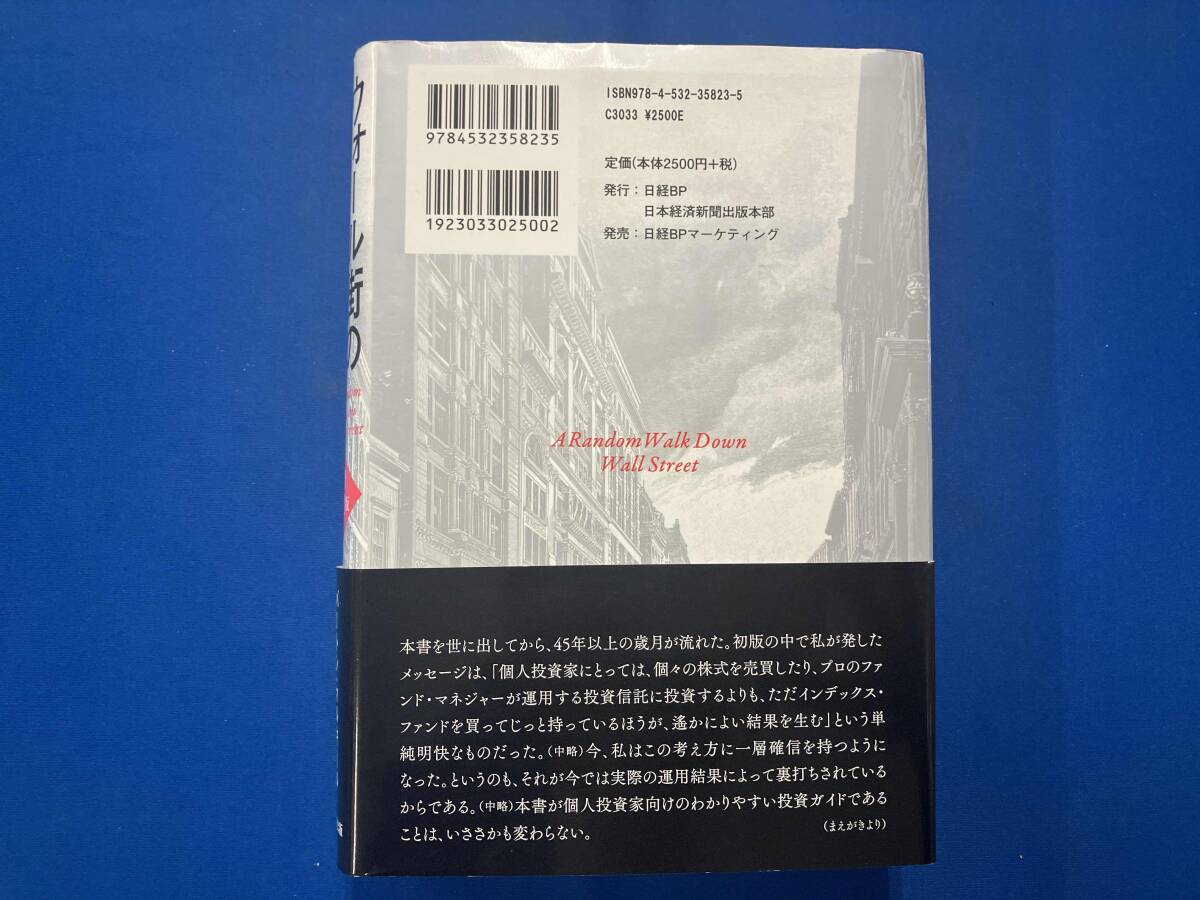 ウォール街の
ISBN978-4-532-35823-5
C3033 ¥2500E
9784532358235
定価(本体2500円+税)
発行：日経BP
日本経済新聞出版本部
発売：日経BPマーケティング
1923033025002
A Random Walk Down
Wall Street
版
本書を世に出してから、45年以上の歳月が流れた。初版の中で私が発した
メッセージは、「個人投資家にとっては、個々の株式を売買したり、プロのファ
ンド・マネジャーが運用する投資信託に投資するよりも、ただインデックス・
ファンドを買ってじっと持っているほうが、遙かによい結果を生む」という単
純明快なものだった。(中略)今、私はこの考え方に一層確信を持つように
なった。というのも、それが今では実際の運用結果によって裏打ちされている
からである。(中略)本書が個人投資家向けのわかりやすい投資ガイドである
ことは、いささかも変わらない。
(まえがきより)